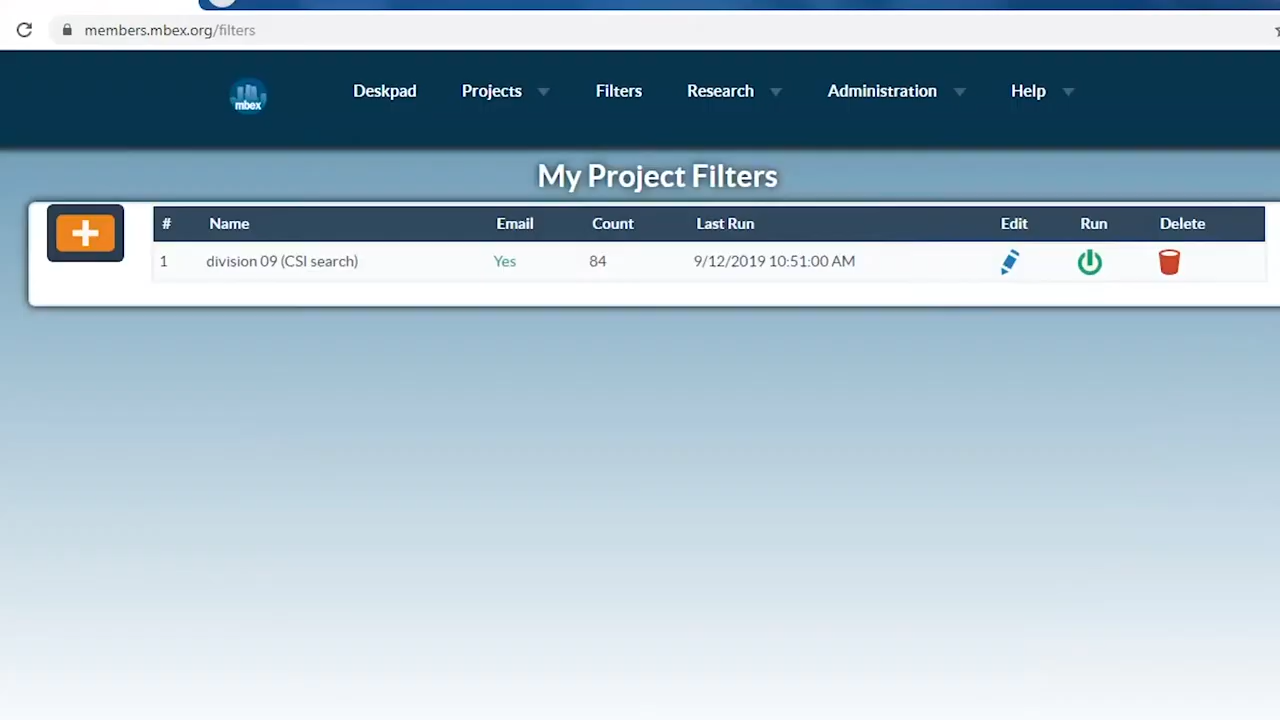 members.mbex.org/filters
mbex
Deskpad Projects Filters Research Administration Help
My Project Filters
# Name Email Count Last Run Edit Run Delete
1 division 09 (CSI search) Yes 84 9/12/2019 10:51:00 AM